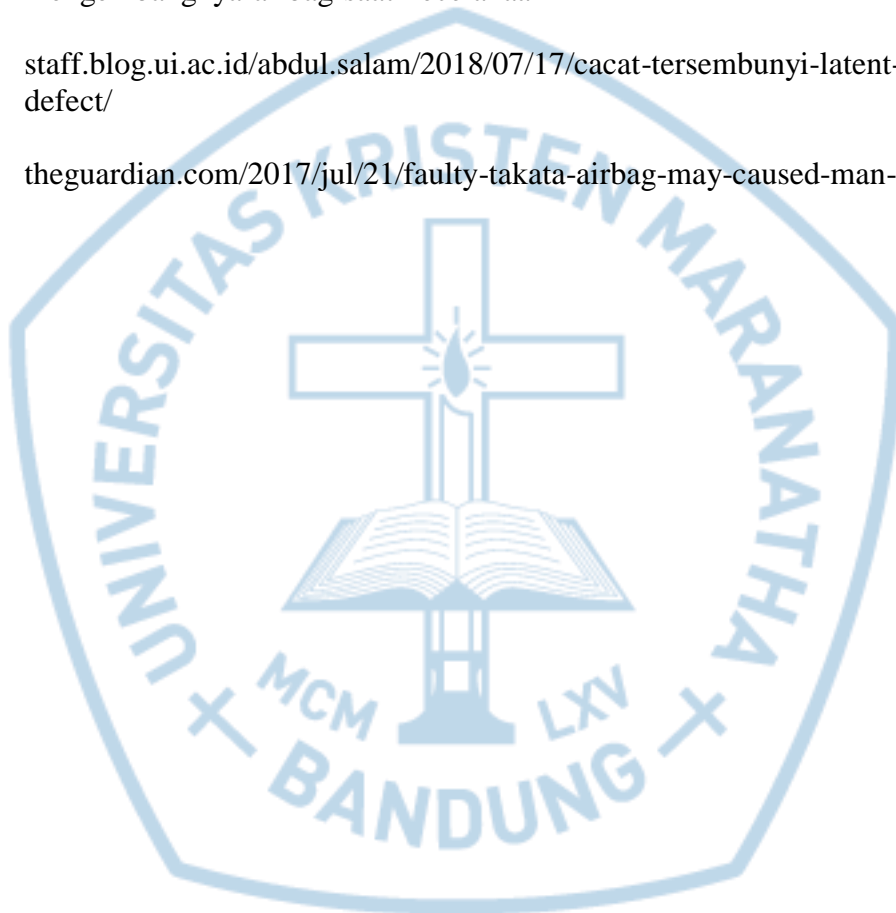 staff.blog.ui.ac.id/abdul.salam/2018/07/17/cacat-tersembunyi-latent-
defect/
theguardian.com/2017/jul/21/faulty-takata-airbag-may-caused-man-
UNIVERSITAS KRISTEN MARANATHA
MCM LXV
BANDUNG